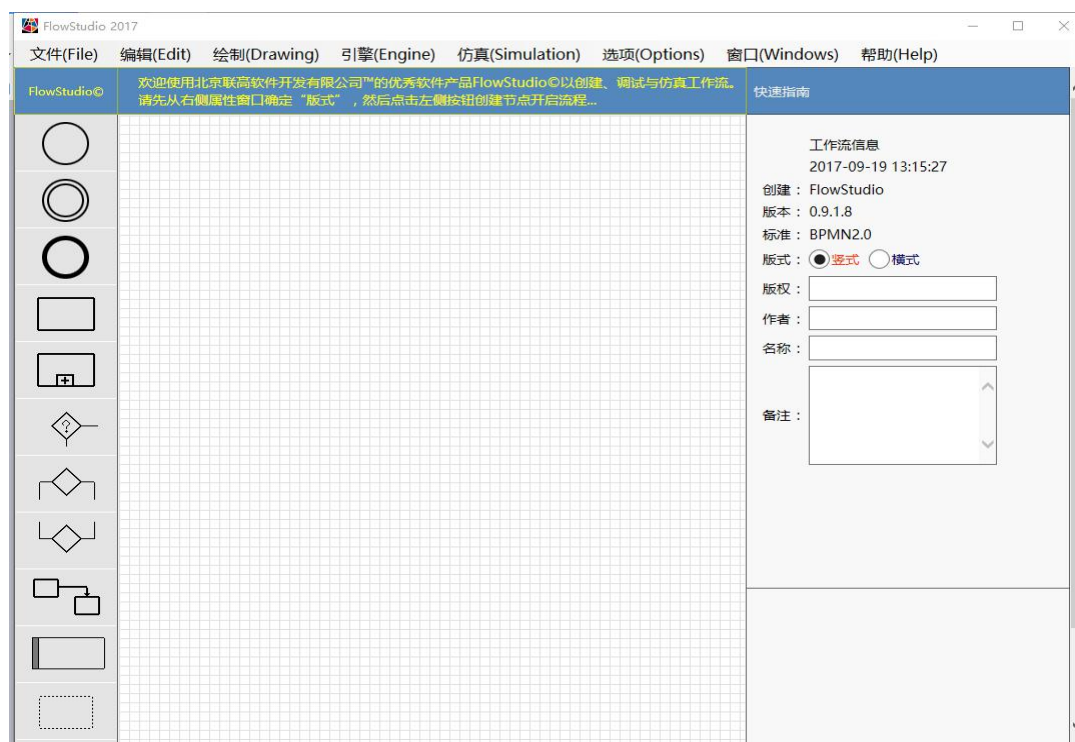 FlowStudio 2017
文件(File) 编辑(Edit) 绘制(Drawing) 引擎(Engine) 仿真(Simulation) 选项(Options) 窗口(Windows) 帮助(Help)
FlowStudio©
欢迎使用北京联高软件开发有限公司™的优秀软件产品FlowStudio©以创建、调试与仿真工作流。
请先从右侧属性窗口确定“版式”，然后点击左侧按钮创建节点开启流程...
快速指南
工作流信息
2017-09-19 13:15:27
创建：FlowStudio
版本：0.9.1.8
标准：BPMN2.0
版式：竖式 横式
版权：
作者：
名称：
备注：
?